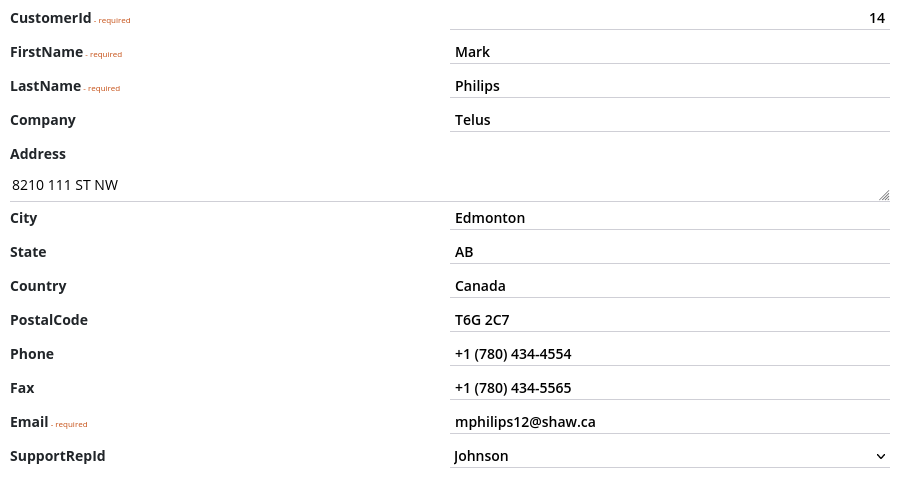 CustomerId - required 14
FirstName - required Mark
LastName - required Philips
Company Telus
Address
8210 111 ST NW
City Edmonton
State AB
Country Canada
PostalCode T6G 2C7
Phone +1 (780) 434-4554
Fax +1 (780) 434-5565
Email - required mphilips12@shaw.ca
SupportRepId Johnson